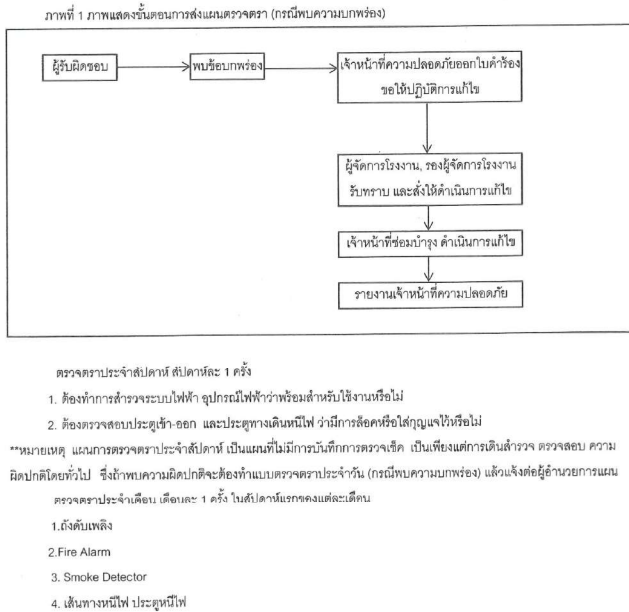 ภาพที่ 1 ภาพแสดงขั้นตอนการส่งแผนตรวจตรา (กรณีพบความบกพร่อง)
ผู้รับผิดชอบ
พบข้อบกพร่อง
เจ้าหน้าที่ความปลอดภัยออกใบคำร้อง
ขอให้ปฏิบัติการแก้ไข
ผู้จัดการโรงงาน, รองผู้จัดการโรงงาน
รับทราบ และสั่งให้ดำเนินการแก้ไข
เจ้าหน้าที่ซ่อมบำรุง ดำเนินการแก้ไข
รายงานเจ้าหน้าที่ความปลอดภัย
ตรวจตราประจำสัปดาห์ สัปดาห์ละ 1 ครั้ง
1. ต้องทำการสำรวจระบบไฟฟ้า อุปกรณ์ไฟฟ้าว่าพร้อมสำหรับใช้งานหรือไม่
2. ต้องตรวจสอบประตูเข้า-ออก และประตูทางเดินหนีไฟ ว่ามีการล็อคหรือใส่กุญแจไว้หรือไม่
**หมายเหตุ แผนการตรวจตราประจำสัปดาห์ เป็นแผนที่ไม่มีการบันทึกการตรวจเช็ค เป็นเพียงแต่การเดินสำรวจ ตรวจสอบ ความ
ผิดปกติโดยทั่วไป ซึ่งถ้าพบความผิดปกติจะต้องทำแบบตรวจตราประจำวัน (กรณีพบความบกพร่อง) แล้วแจ้งต่อผู้อำนวยการแผน
ตรวจตราประจำเดือน เดือนละ 1 ครั้ง ในสัปดาห์แรกของแต่ละเดือน
1.ถังดับเพลิง
2.Fire Alarm
3. Smoke Detector
4. เส้นทางหนีไฟ ประตูหนีไฟ